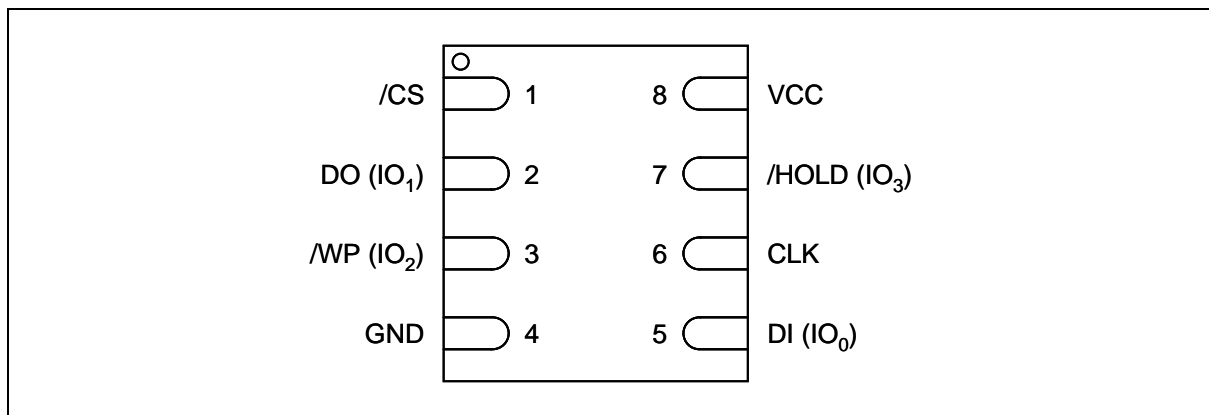 /CS 1 8 VCC
DO (IO₁) 2 7 /HOLD (IO₃)
/WP (IO₂) 3 6 CLK
GND 4 5 DI (IO₀)